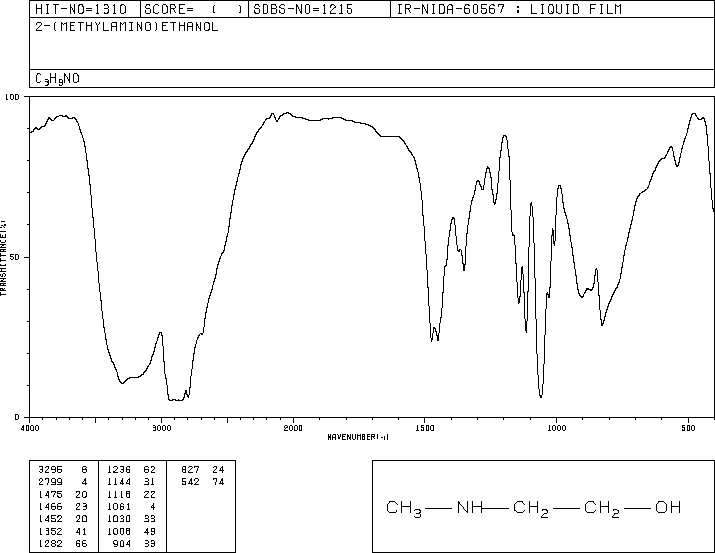 HIT-NO=1310 SCORE= ( ) SDBS-NO=1215 IR-NIDA-60567 : LIQUID FILM
2-(METHYLAMINO)ETHANOL
C3H9NO
100
50
0
TRANSMITTANCE(%)
4000 3000 2000 1500 1000 500
WAVENUMBER(-1)
3295 8 1236 62 827 24
2799 4 1144 31 542 74
1475 20 1118 22
1466 23 1061 4
1452 20 1030 33
1352 41 1008 49
1282 66 904 33
CH3 NH CH2 CH2 OH